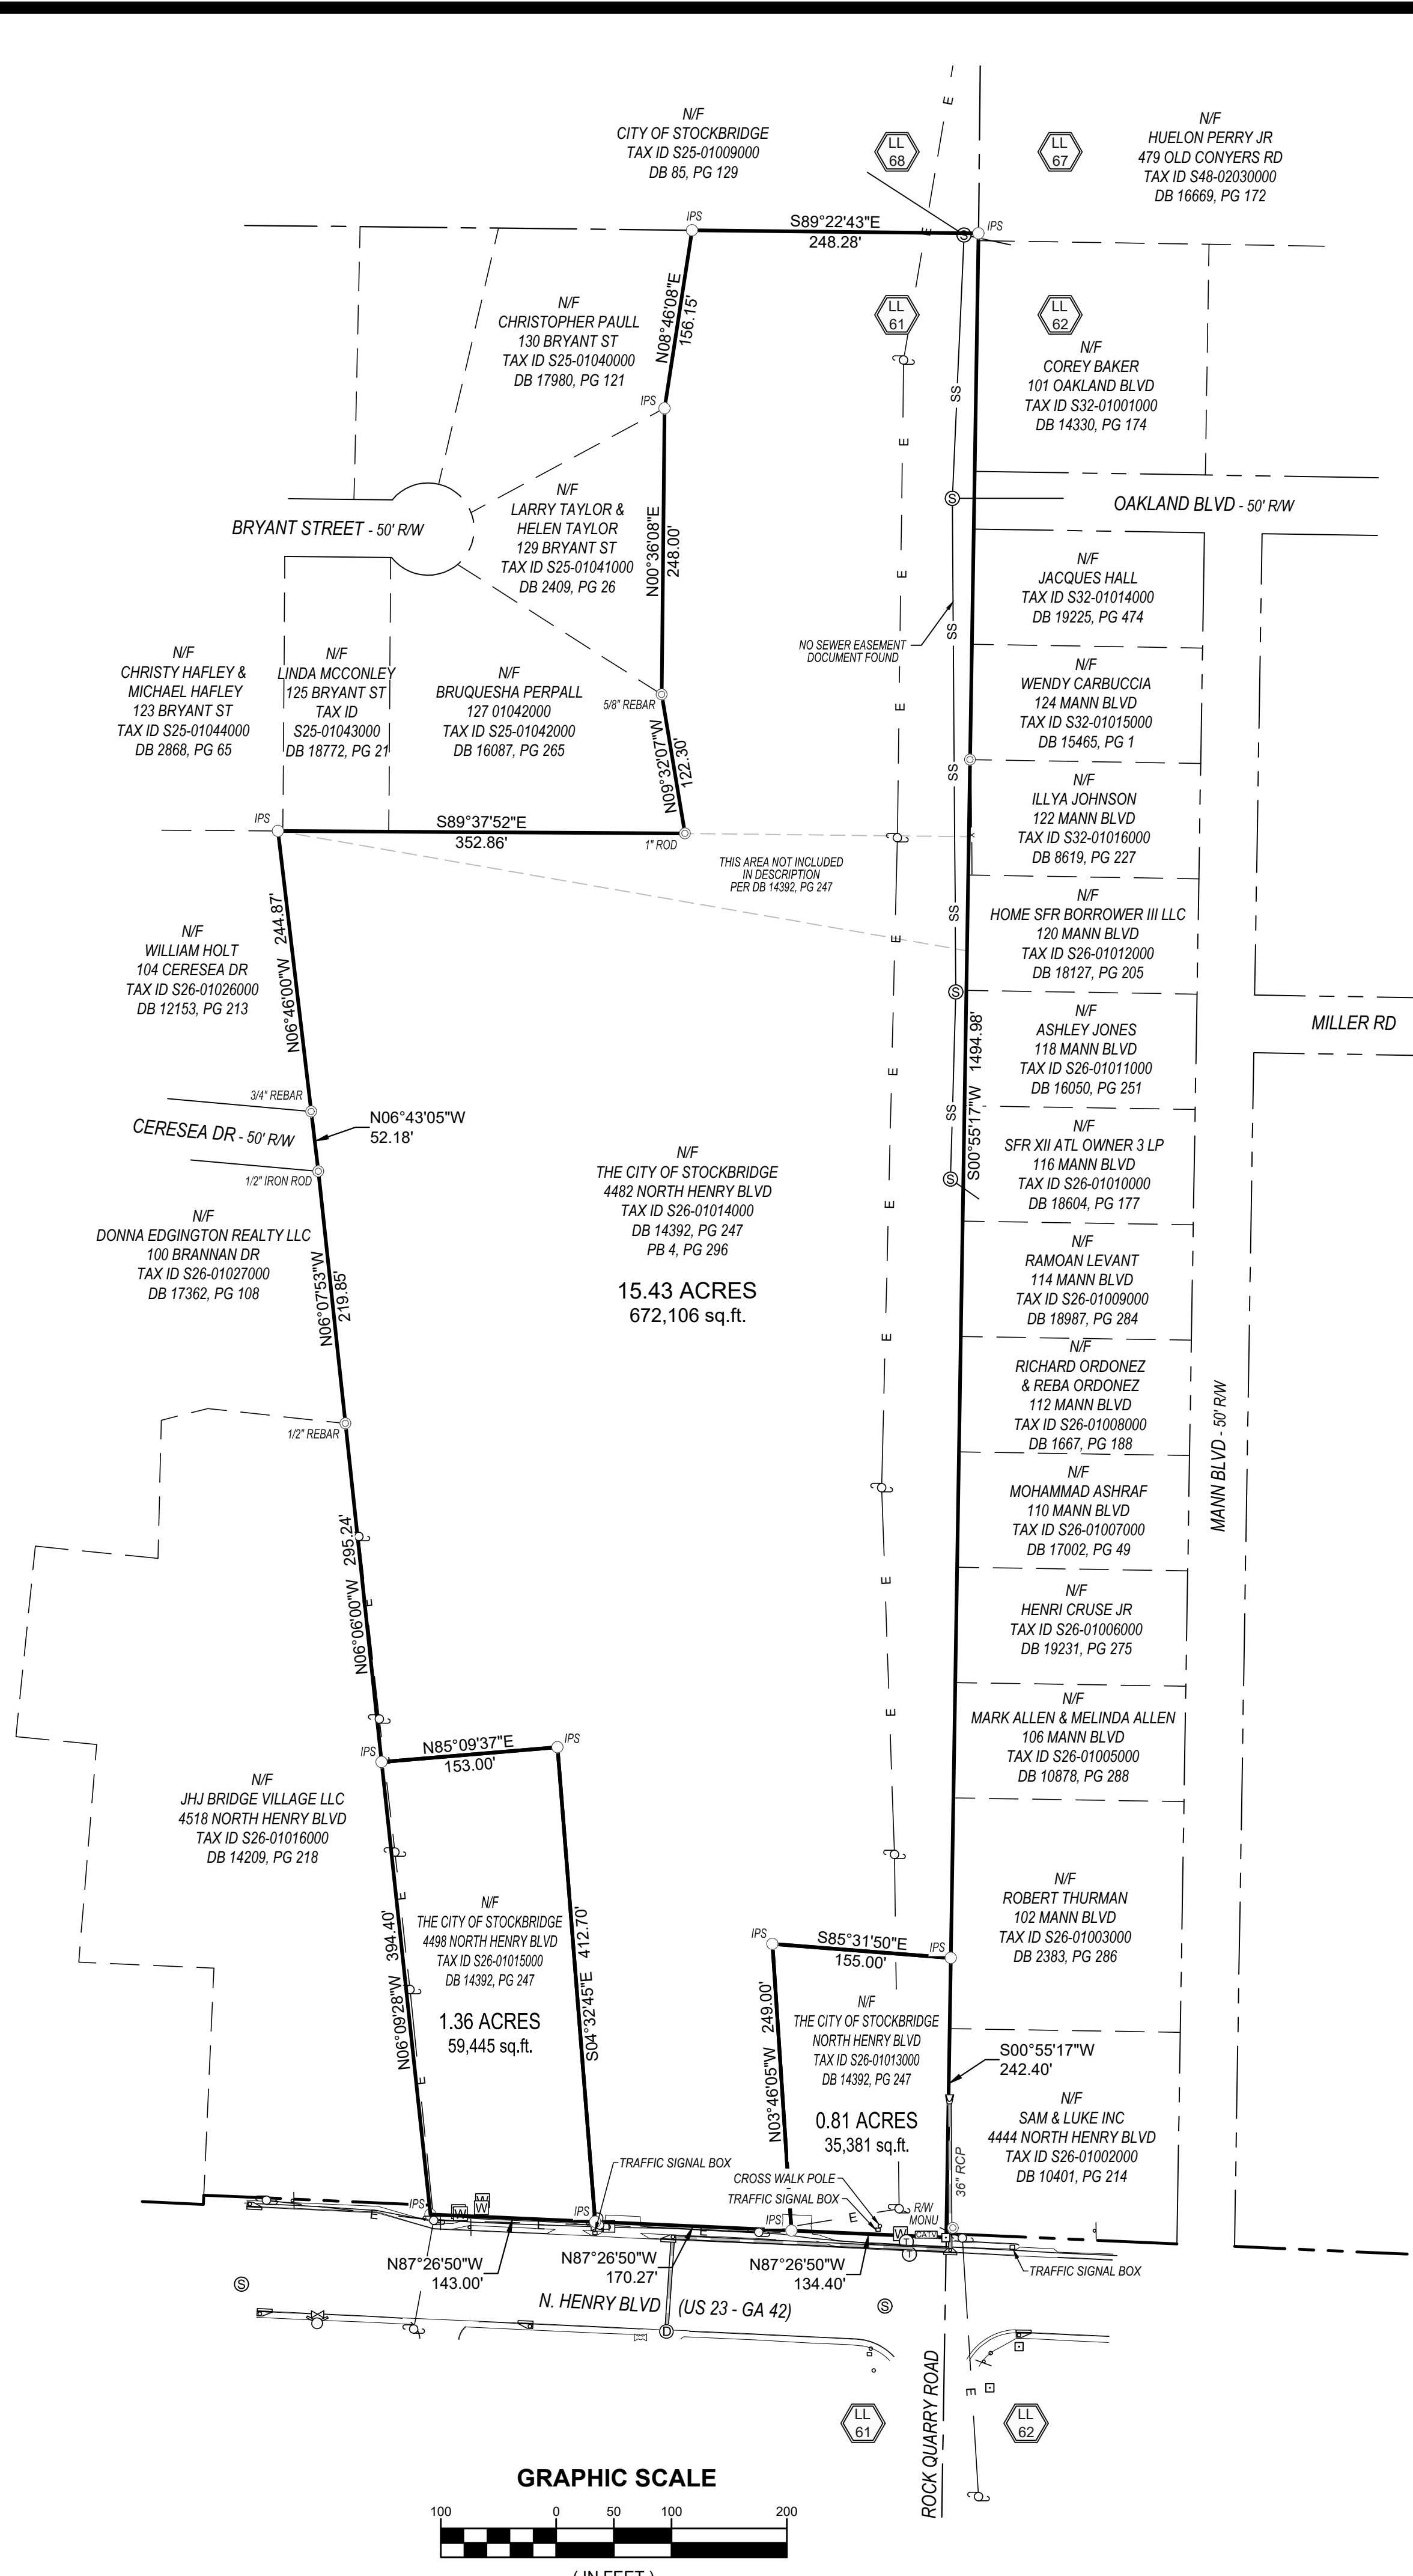 N/F
CITY OF STOCKBRIDGE
TAX ID S25-01009000
DB 85, PG 129
LL
68
LL
67
N/F
HUELON PERRY JR
479 OLD CONYERS RD
TAX ID S48-02030000
DB 16669, PG 172
E
IPS
S89°22'43"E
248.28'
IPS
E
S
N/F
CHRISTOPHER PAULL
130 BRYANT ST
TAX ID S25-01040000
DB 17980, PG 121
N08°46'08"E
156.15'
LL
61
LL
62
N/F
COREY BAKER
101 OAKLAND BLVD
TAX ID S32-01001000
DB 14330, PG 174
IPS
SS
E
N/F
LARRY TAYLOR &
HELEN TAYLOR
129 BRYANT ST
TAX ID S25-01041000
DB 2409, PG 26
BRYANT STREET - 50' R/W
N00°36'08"E
248.00'
S
OAKLAND BLVD - 50' R/W
E
N/F
JACQUES HALL
TAX ID S32-01014000
DB 19225, PG 474
NO SEWER EASEMENT
DOCUMENT FOUND
SS
N/F
CHRISTY HAFLEY &
MICHAEL HAFLEY
123 BRYANT ST
TAX ID S25-01044000
DB 2868, PG 65
N/F
LINDA MCCONLEY
125 BRYANT ST
TAX ID
S25-01043000
DB 18772, PG 21
N/F
BRUQUESHA PERPALL
127 01042000
TAX ID S25-01042000
DB 16087, PG 265
5/8" REBAR
E
N/F
WENDY CARBUCCIA
124 MANN BLVD
TAX ID S32-01015000
DB 15465, PG 1
N09°32'07"W
122.30'
SS
N/F
ILLYA JOHNSON
122 MANN BLVD
TAX ID S32-01016000
DB 8619, PG 227
IPS
S89°37'52"E
352.86'
1" ROD
THIS AREA NOT INCLUDED
IN DESCRIPTION
PER DB 14392, PG 247
N06°46'00"W 244.87'
N/F
WILLIAM HOLT
104 CERESEA DR
TAX ID S26-01026000
DB 12153, PG 213
E
SS
N/F
HOME SFR BORROWER III LLC
120 MANN BLVD
TAX ID S26-01012000
DB 18127, PG 205
S
S00°55'17"W 1494.98'
N/F
ASHLEY JONES
118 MANN BLVD
TAX ID S26-01011000
DB 16050, PG 251
MILLER RD
3/4" REBAR
CERESEA DR - 50' R/W
N06°43'05"W
52.18'
E
SS
1/2" IRON ROD
N/F
THE CITY OF STOCKBRIDGE
4482 NORTH HENRY BLVD
TAX ID S26-01014000
DB 14392, PG 247
PB 4, PG 296
15.43 ACRES
672,106 sq.ft.
S
N/F
SFR XII ATL OWNER 3 LP
116 MANN BLVD
TAX ID S26-01010000
DB 18604, PG 177
E
N/F
DONNA EDGINGTON REALTY LLC
100 BRANNAN DR
TAX ID S26-01027000
DB 17362, PG 108
N06°07'53"W
219.85'
N/F
RAMOAN LEVANT
114 MANN BLVD
TAX ID S26-01009000
DB 18987, PG 284
E
N/F
RICHARD ORDONEZ
& REBA ORDONEZ
112 MANN BLVD
TAX ID S26-01008000
DB 1667, PG 188
MANN BLVD - 50' R/W
1/2" REBAR
N/F
MOHAMMAD ASHRAF
110 MANN BLVD
TAX ID S26-01007000
DB 17002, PG 49
N06°06'00"W 295.24'
E
E
N/F
HENRI CRUSE JR
TAX ID S26-01006000
DB 19231, PG 275
E
N/F
MARK ALLEN & MELINDA ALLEN
106 MANN BLVD
TAX ID S26-01005000
DB 10878, PG 288
IPS
N85°09'37"E
153.00'
IPS
N/F
JHJ BRIDGE VILLAGE LLC
4518 NORTH HENRY BLVD
TAX ID S26-01016000
DB 14209, PG 218
N06°09'28"W 394.40'
E
N/F
THE CITY OF STOCKBRIDGE
4498 NORTH HENRY BLVD
TAX ID S26-01015000
DB 14392, PG 247
1.36 ACRES
59,445 sq.ft.
S04°32'45"E 412.70'
E
N/F
ROBERT THURMAN
102 MANN BLVD
TAX ID S26-01003000
DB 2383, PG 286
IPS
S85°31'50"E
155.00'
IPS
N03°46'05"W 249.00'
N/F
THE CITY OF STOCKBRIDGE
NORTH HENRY BLVD
TAX ID S26-01013000
DB 14392, PG 247
0.81 ACRES
35,381 sq.ft.
S00°55'17"W
242.40'
N/F
SAM & LUKE INC
4444 NORTH HENRY BLVD
TAX ID S26-01002000
DB 10401, PG 214
36" RCP
TRAFFIC SIGNAL BOX
CROSS WALK POLE
TRAFFIC SIGNAL BOX
R/W
MONU
IPS
W
W
W
IPS
IPS
E
E
E
E
W
CATV
T
T
N87°26'50"W
143.00'
N87°26'50"W
170.27'
N87°26'50"W
134.40'
TRAFFIC SIGNAL BOX
S
N. HENRY BLVD (US 23 - GA 42)
S
D
ROCK QUARRY ROAD
E
LL
61
LL
62
GRAPHIC SCALE
100 0 50 100 200
( IN FEET )